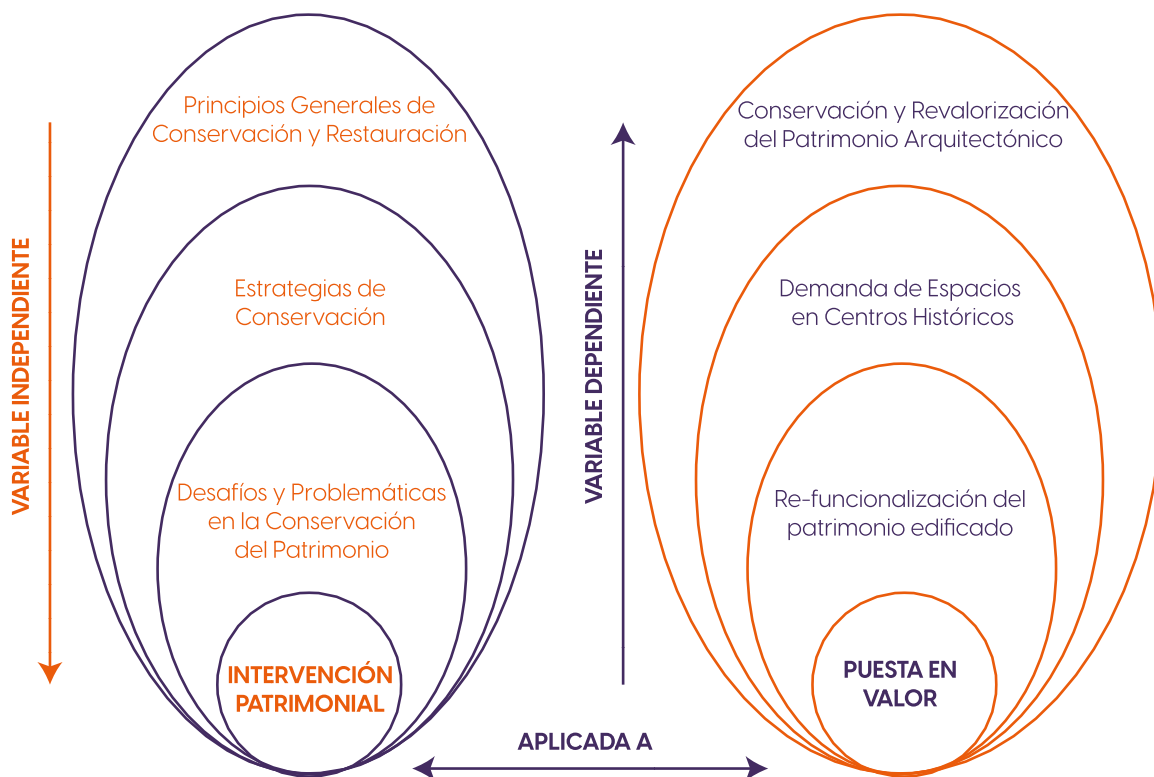 VARIABLE INDEPENDIENTE
Principios Generales de
Conservación y Restauración
Estrategias de
Conservación
Desafíos y Problemáticas
en la Conservación
del Patrimonio
INTERVENCIÓN
PATRIMONIAL
APLICADA A
VARIABLE DEPENDIENTE
Conservación y Revalorización
del Patrimonio Arquitectónico
Demanda de Espacios
en Centros Históricos
Re-funcionalización del
patrimonio edificado
PUESTA EN
VALOR